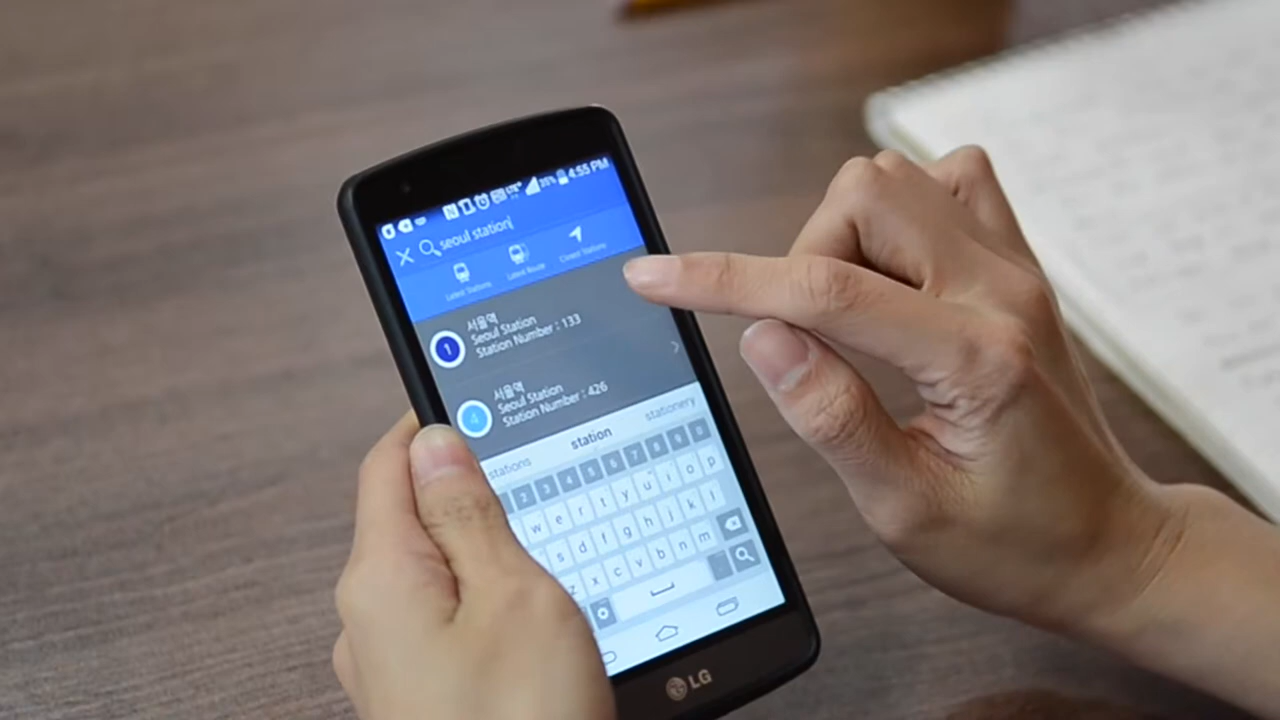 35% 4:55 PM
seoul station
Latest Stations
Latest Route
Closest Stations
1
서울역
Seoul Station
Station Number : 133
4
서울역
Seoul Station
Station Number : 426
stations station stationery
2 3 4 5 6 7 8 9 0
w e r t y u i o p
s d f g h j k l
z x c v b n m
LG